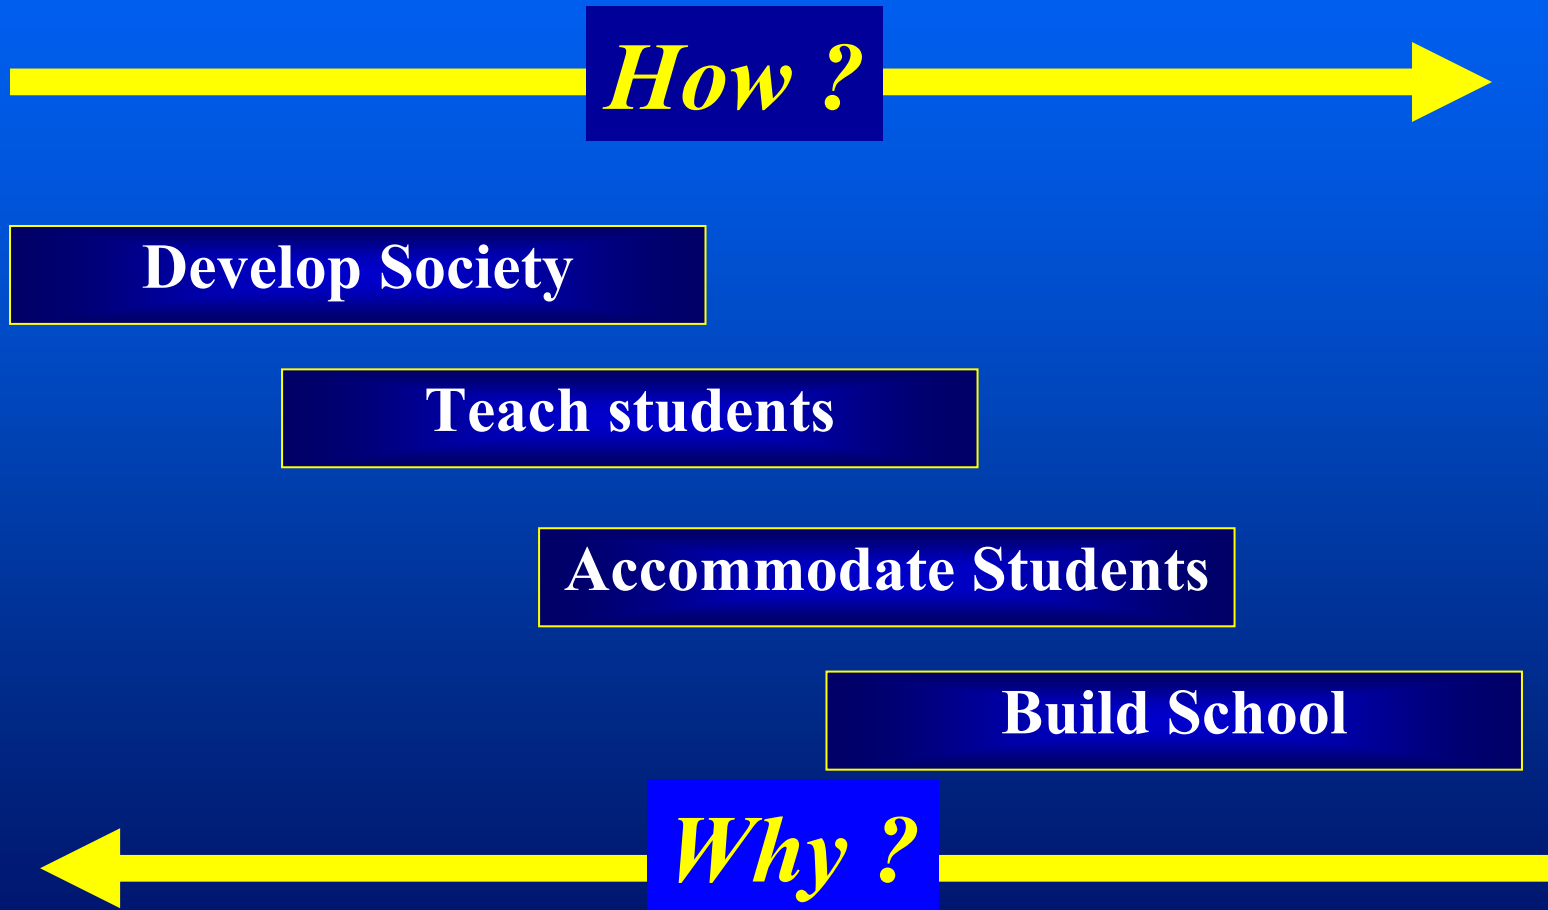 How ?
Develop Society
Teach students
Accommodate Students
Build School
Why ?